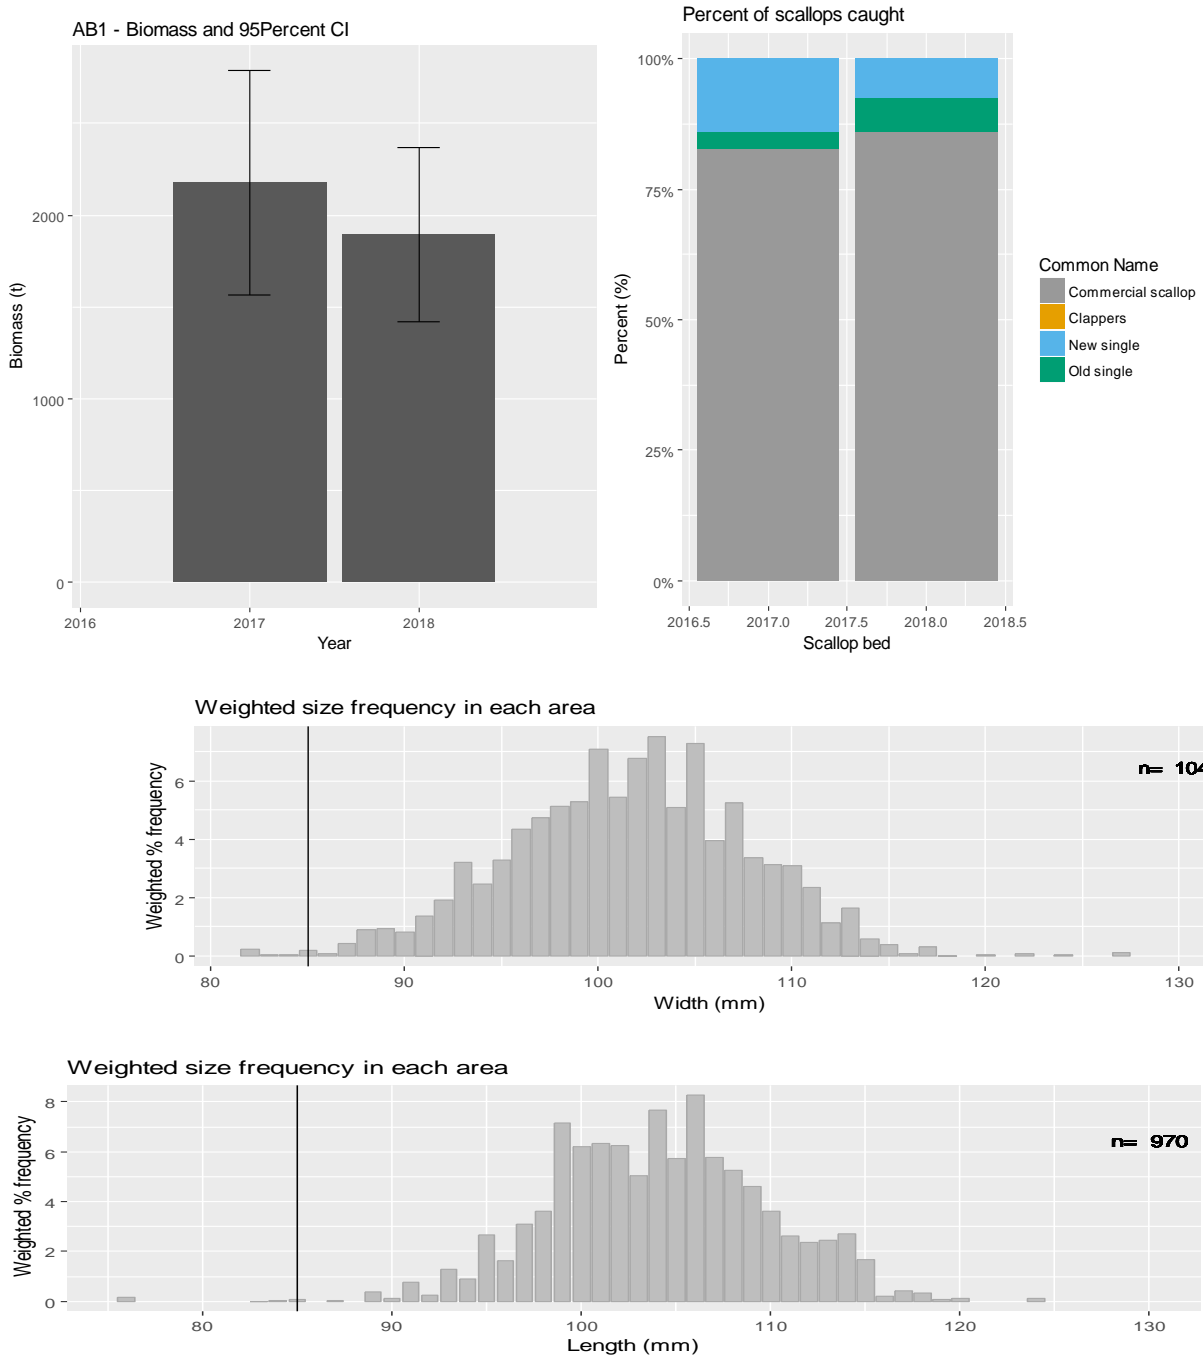 AB1 - Biomass and 95Percent CI
Biomass (t)
2000
1000
0
2016
2017
2018
Year
Percent of scallops caught
Percent (%)
100%
75%
50%
25%
0%
2016.5
2017.0
2017.5
2018.0
2018.5
Scallop bed
Common Name
Commercial scallop
Clappers
New single
Old single
Weighted size frequency in each area
Weighted % frequency
6
4
2
0
n= 104
80
90
100
110
120
130
Width (mm)
Weighted size frequency in each area
Weighted % frequency
8
6
4
2
0
n= 970
80
90
100
110
120
130
Length (mm)